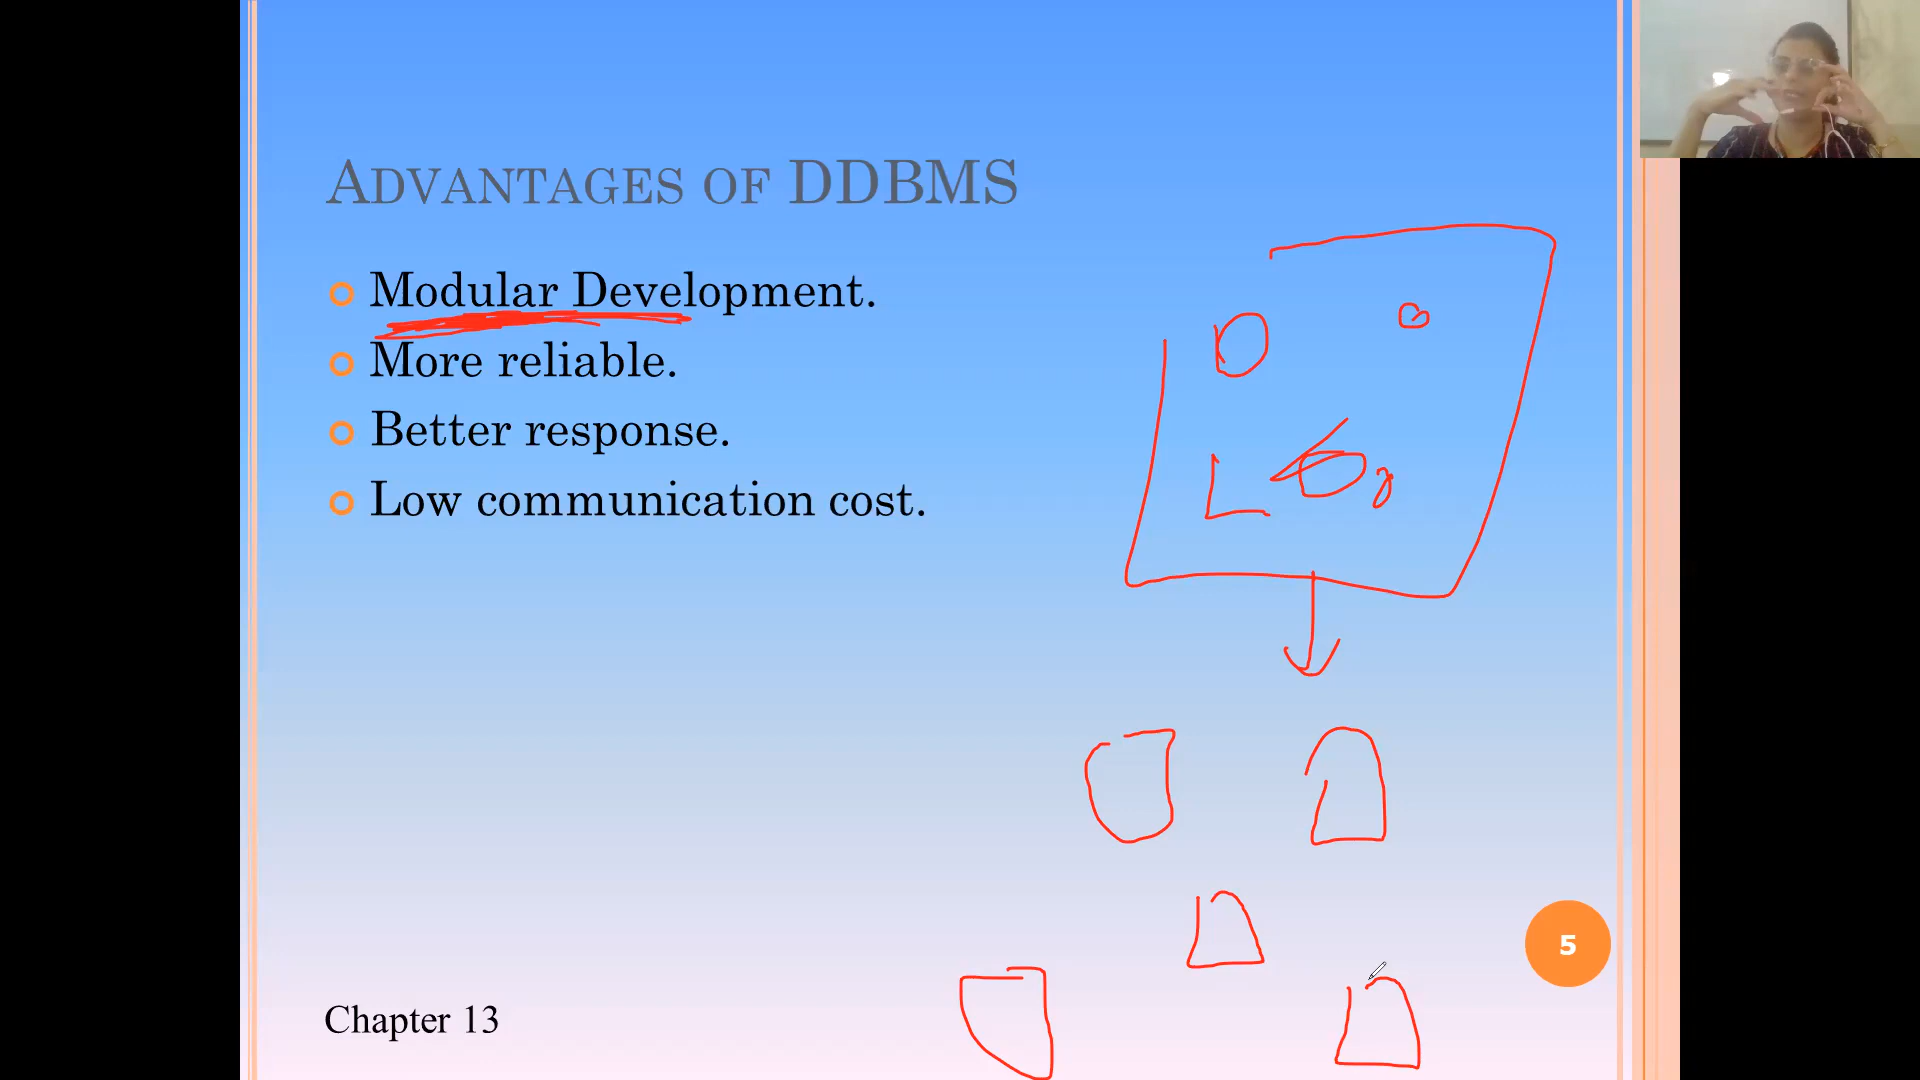 ADVANTAGES OF DDBMS
Modular Development.
More reliable.
Better response.
Low communication cost.
5
Chapter 13